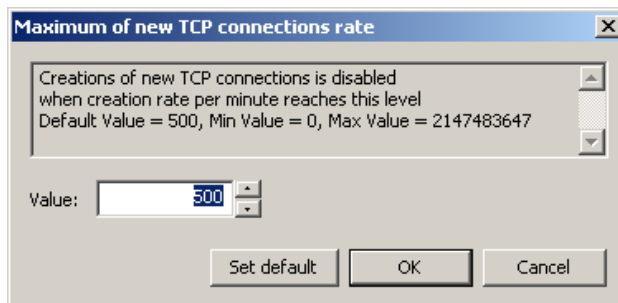 Maximum of new TCP connections rate
Creations of new TCP connections is disabled
when creation rate per minute reaches this level
Default Value = 500, Min Value = 0, Max Value = 2147483647
Value: 500
Set default OK Cancel